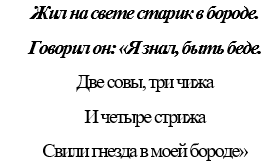 Жил на свете старик в бороде.
Говорил он: «Я знал, быть беде.
Две совы, три чижа
И четыре стрижа
Свили гнезда в моей бороде»